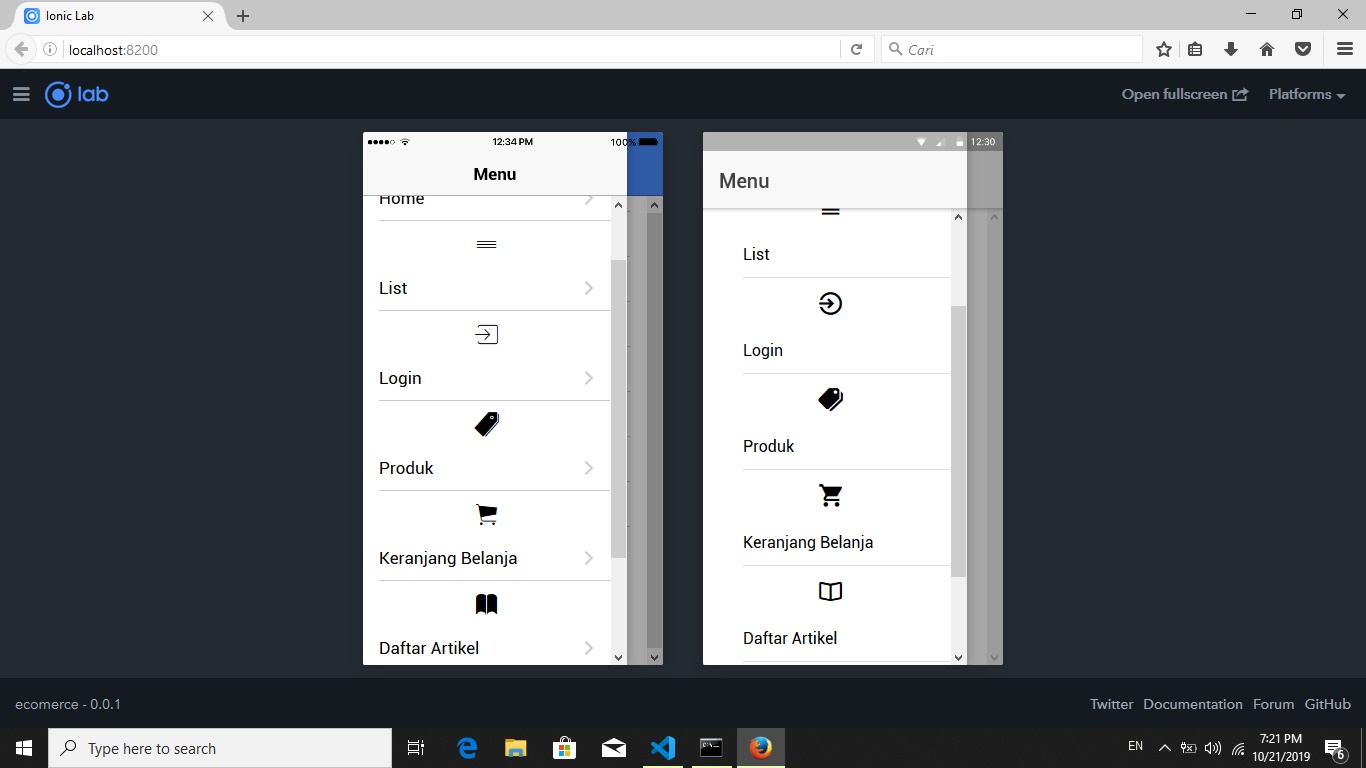 Ionic Lab
localhost:8200
Cari
lab
Open fullscreen
Platforms
12:34 PM
100%
Menu
Home
List
Login
Produk
Keranjang Belanja
Daftar Artikel
12:30
Menu
List
Login
Produk
Keranjang Belanja
Daftar Artikel
ecomerce - 0.0.1
Twitter Documentation Forum GitHub
Type here to search
EN
7:21 PM
10/21/2019
6